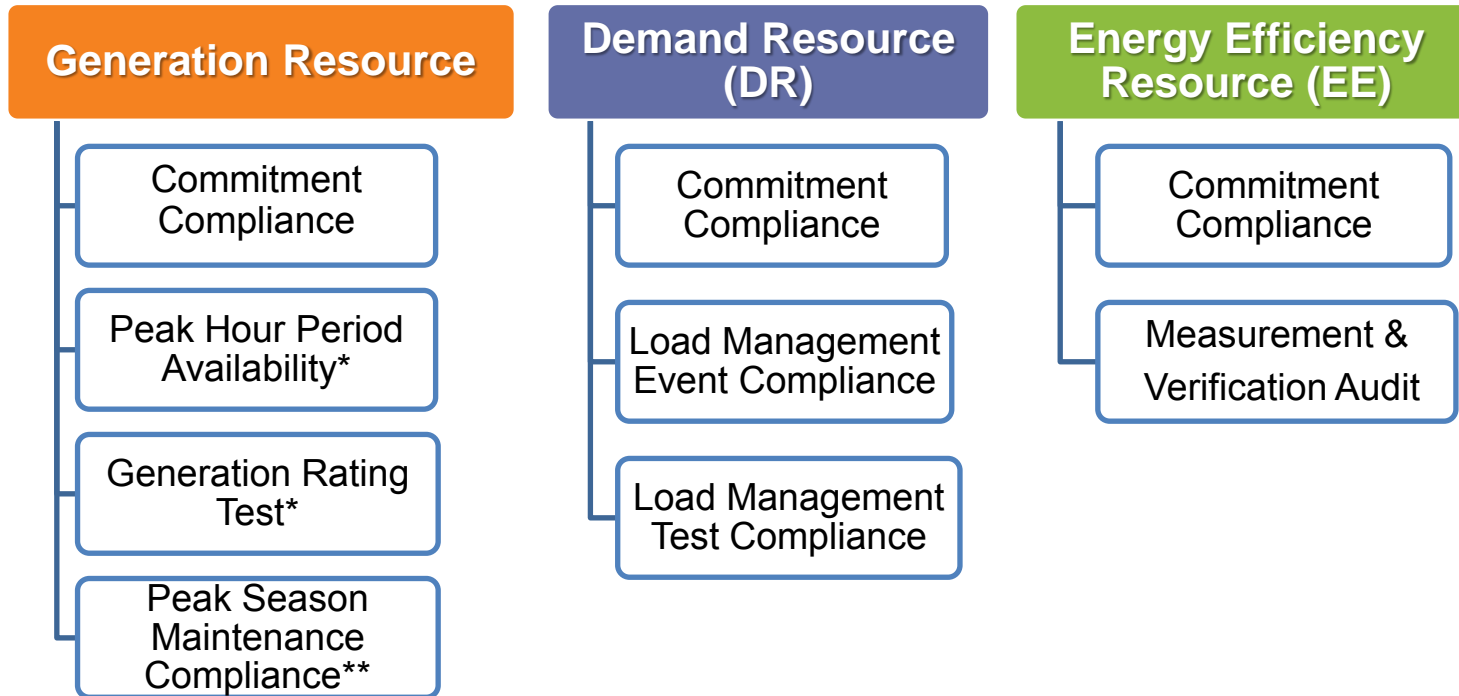 Generation Resource
Commitment
Compliance
Peak Hour Period
Availability*
Generation Rating
Test*
Peak Season
Maintenance
Compliance**
Demand Resource
(DR)
Commitment
Compliance
Load Management
Event Compliance
Load Management
Test Compliance
Energy Efficiency
Resource (EE)
Commitment
Compliance
Measurement &
Verification Audit